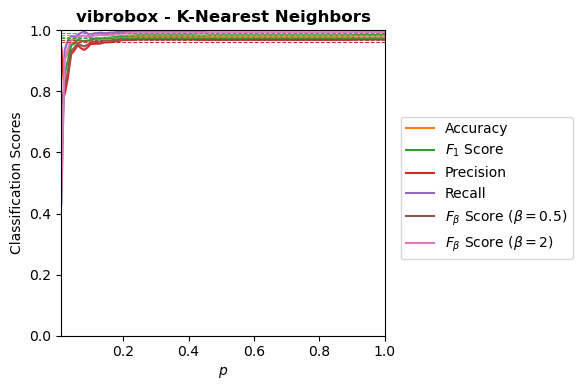 vibrobox - K-Nearest Neighbors
Classification Scores
1.0
0.8
0.6
0.4
0.2
0.0
0.2
0.4
0.6
0.8
1.0
p
Accuracy
F₁ Score
Precision
Recall
Fᵦ Score (β = 0.5)
Fᵦ Score (β = 2)